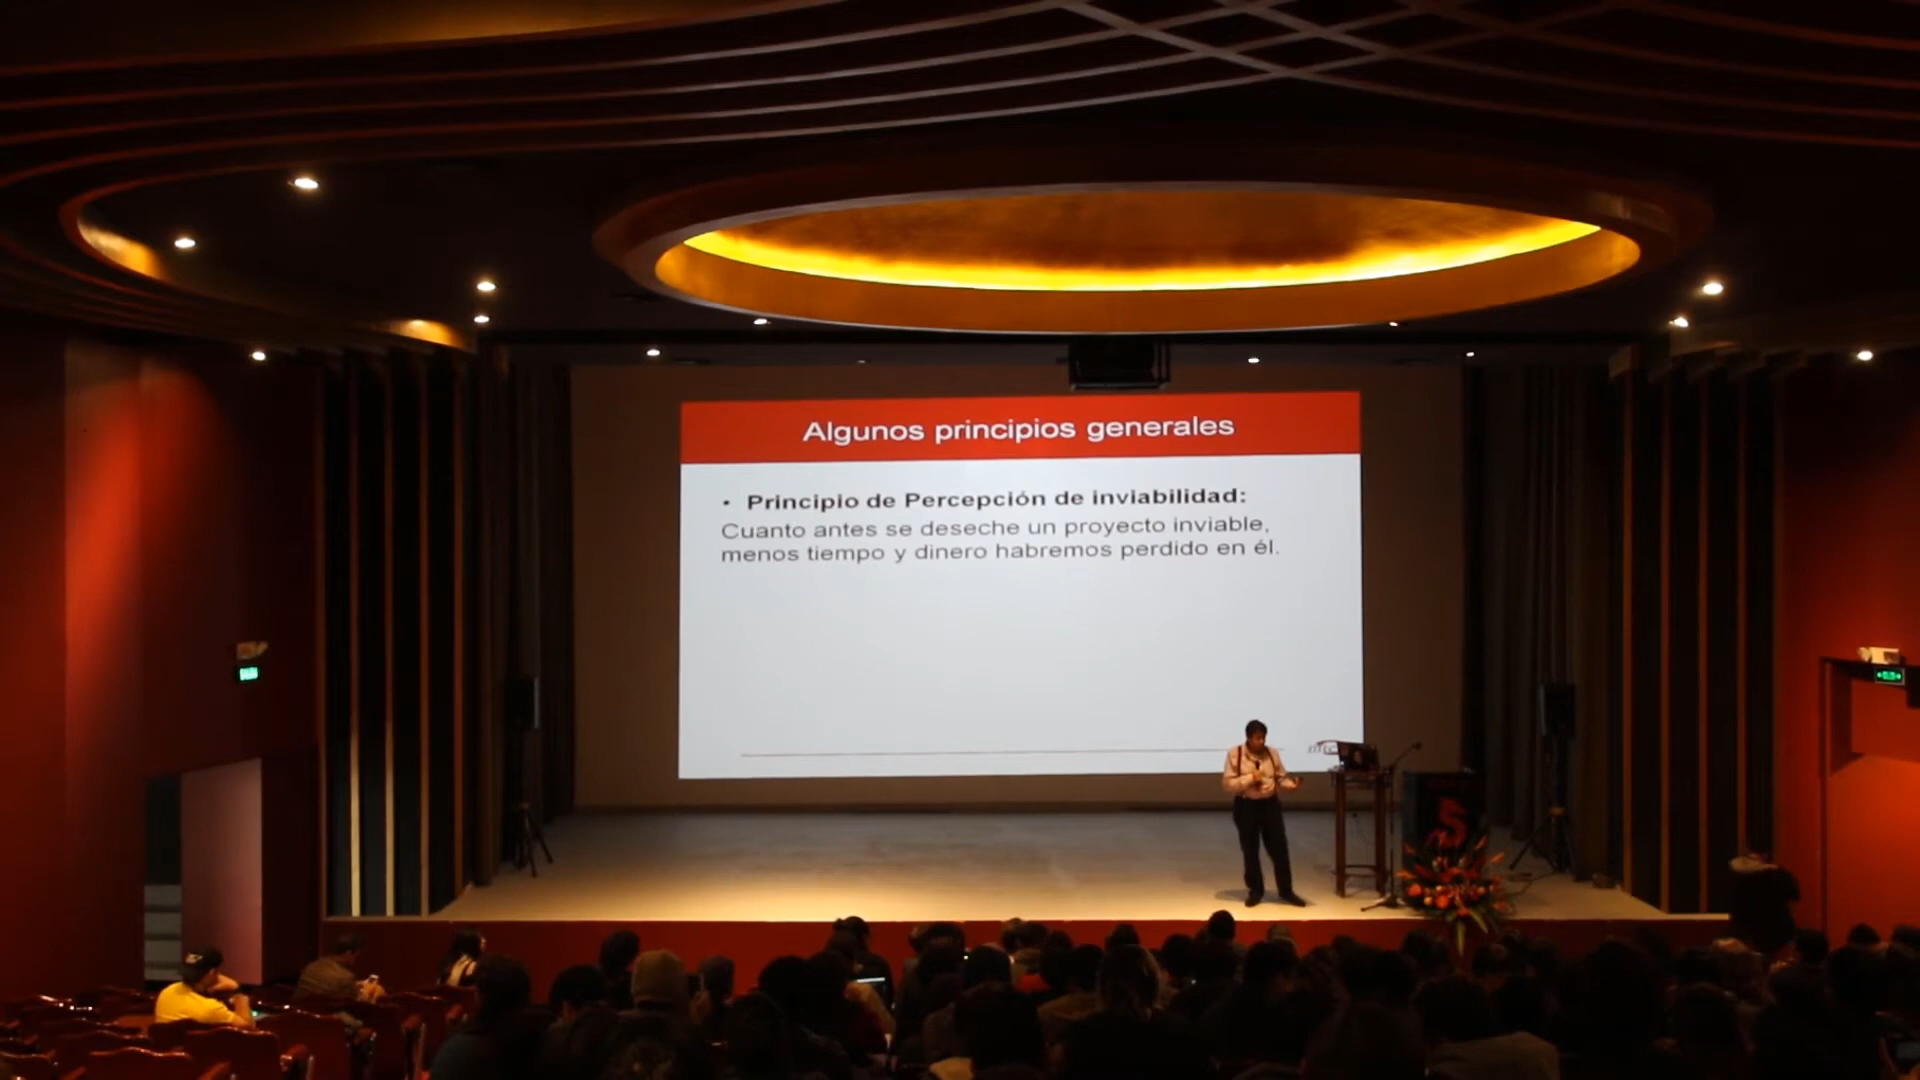 Algunos principios generales
• Principio de Percepción de inviabilidad:
Cuanto antes se deseche un proyecto inviable,
menos tiempo y dinero habremos perdido en él.
SALIDA